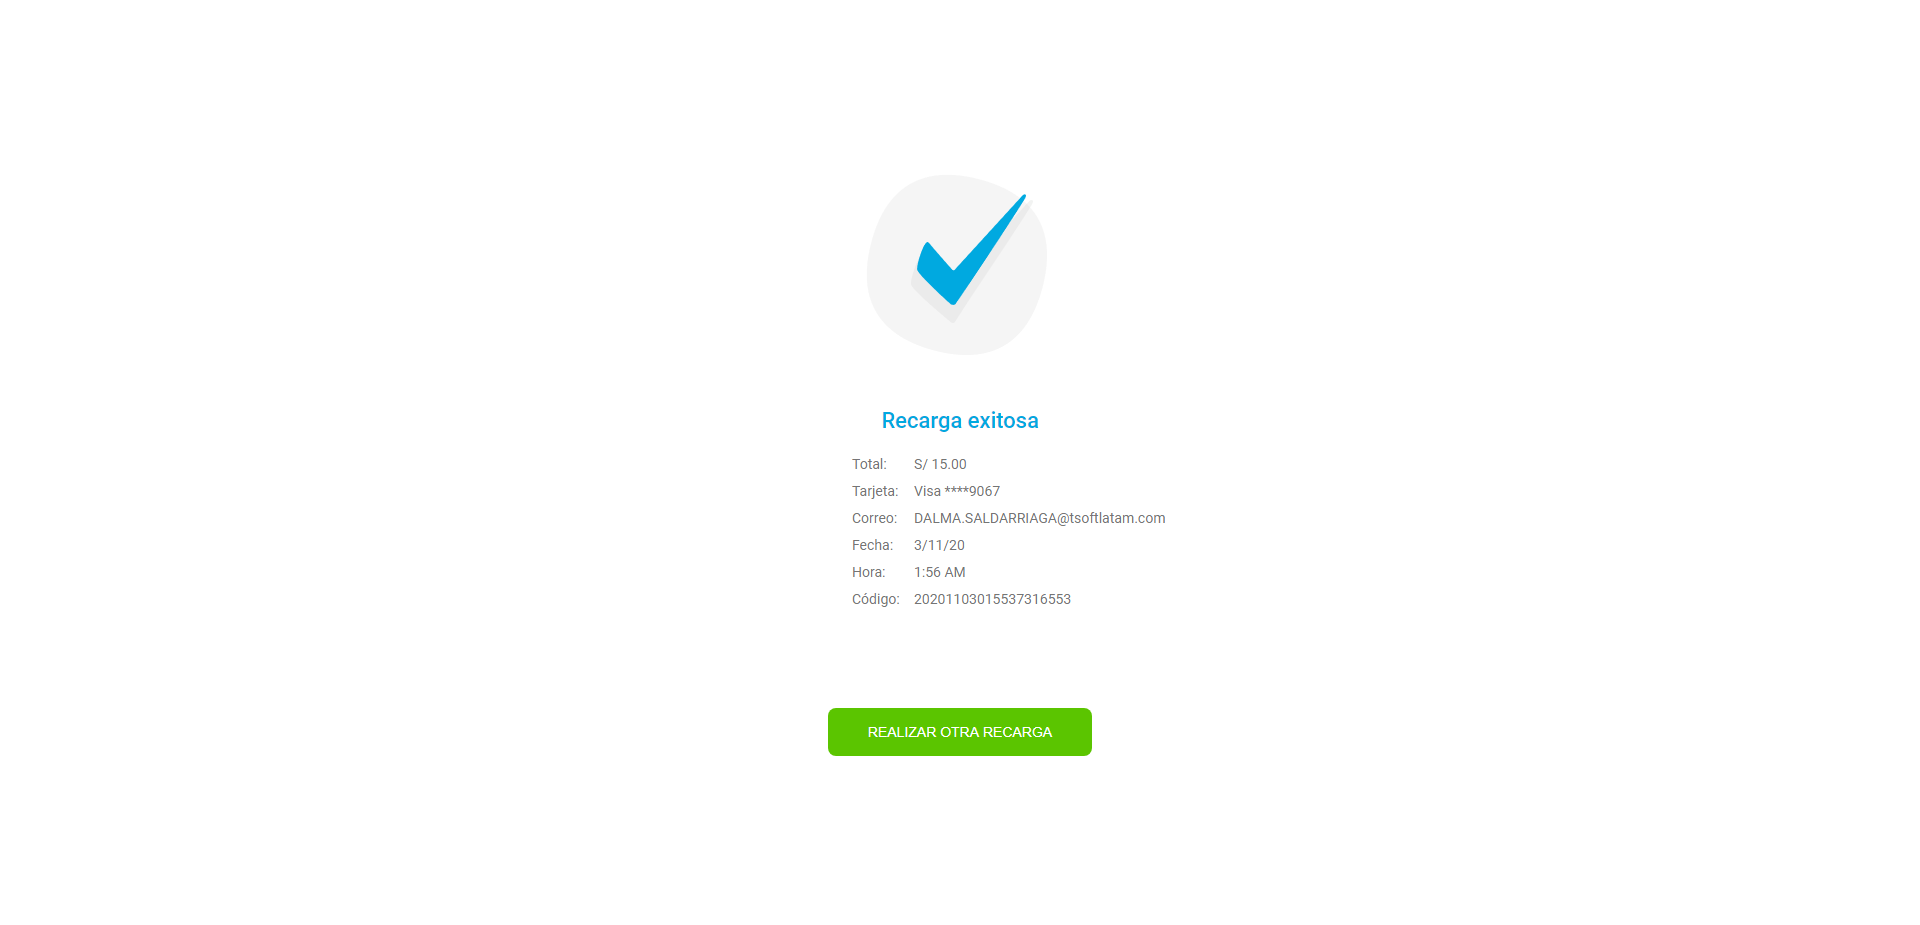 Recarga exitosa
Total: S/ 15.00
Tarjeta: Visa ****9067
Correo: DALMA.SALDARRIAGA@tsoftlatam.com
Fecha: 3/11/20
Hora: 1:56 AM
Código: 20201103015537316553
REALIZAR OTRA RECARGA